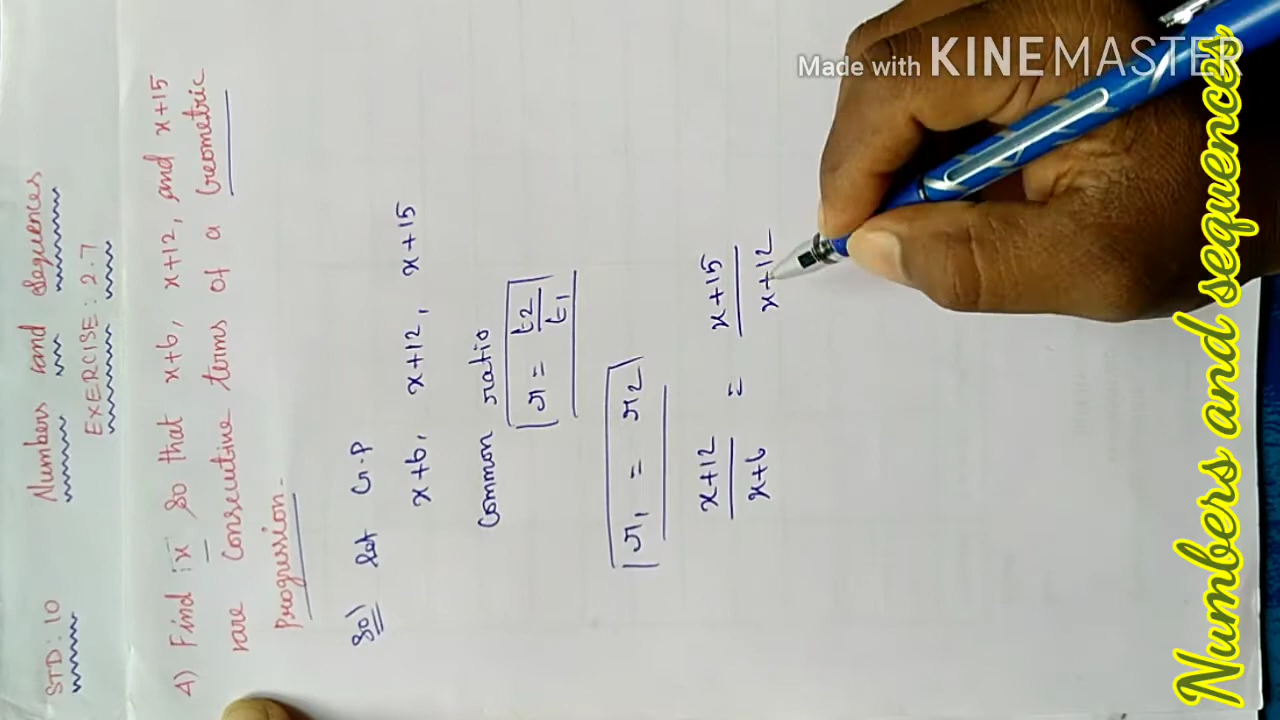 STD: 10 Numbers and Sequences
EXERCISE: 2.7
4) Find 'x' So that x+6, x+12, and x+15
are Consecutive terms of a Geometric
Progression.
Sol Let G.P
x+6, x+12, x+15
Common ratio
r = t2/t1
r1 = r2
x+12/x+6 = x+15/x+12
Made with KINEMASTER
Numbers and sequences